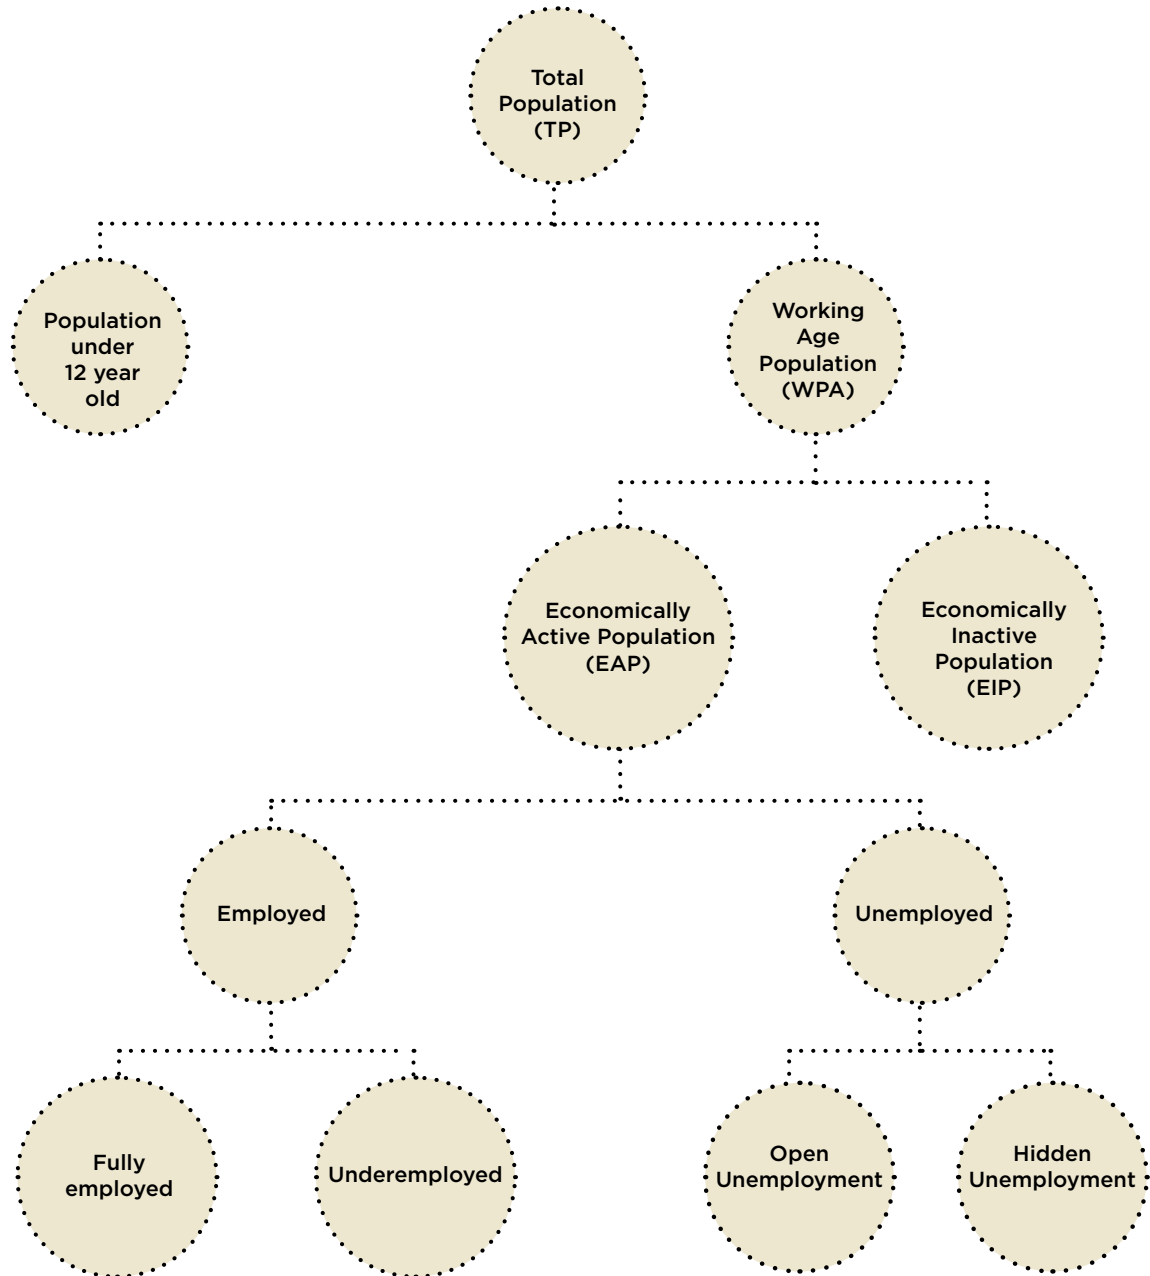 Total
Population
(TP)
Population
under
12 year
old
Working
Age
Population
(WPA)
Economically
Active Population
(EAP)
Economically
Inactive
Population
(EIP)
Employed
Unemployed
Fully
employed
Underemployed
Open
Unemployment
Hidden
Unemployment